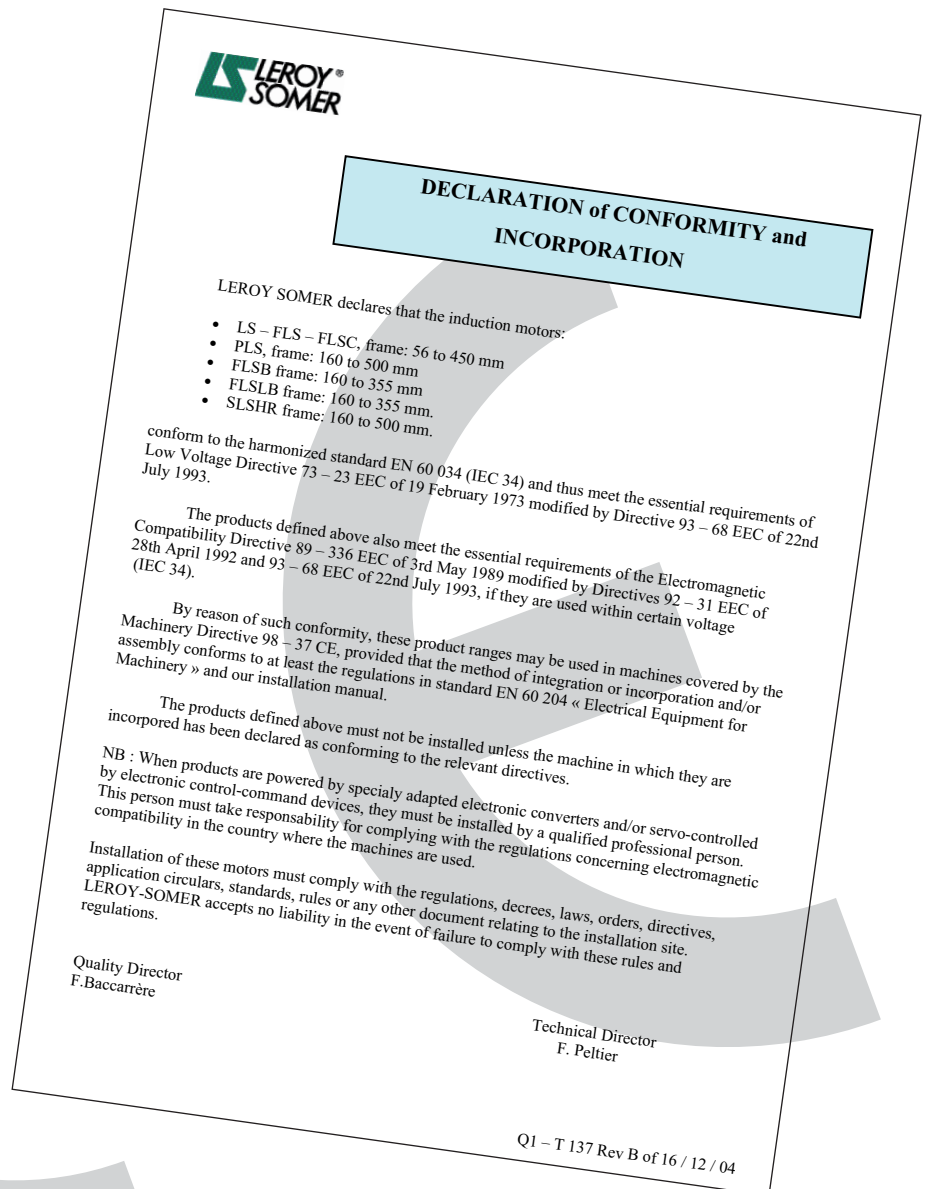 LEROY®
SOMER
DECLARATION of CONFORMITY and
INCORPORATION
LEROY SOMER declares that the induction motors:
• LS – FLS – FLSC, frame: 56 to 450 mm
• PLS, frame: 160 to 500 mm
• FLSB frame: 160 to 355 mm
• FLSLB frame: 160 to 355 mm.
• SLSHR frame: 160 to 500 mm.
conform to the harmonized standard EN 60 034 (IEC 34) and thus meet the essential requirements of
Low Voltage Directive 73 – 23 EEC of 19 February 1973 modified by Directive 93 – 68 EEC of 22nd
July 1993.
The products defined above also meet the essential requirements of the Electromagnetic
Compatibility Directive 89 – 336 EEC of 3rd May 1989 modified by Directives 92 – 31 EEC of
28th April 1992 and 93 – 68 EEC of 22nd July 1993, if they are used within certain voltage
(IEC 34).
By reason of such conformity, these product ranges may be used in machines covered by the
Machinery Directive 98 – 37 CE, provided that the method of integration or incorporation and/or
assembly conforms to at least the regulations in standard EN 60 204 « Electrical Equipment for
Machinery » and our installation manual.
The products defined above must not be installed unless the machine in which they are
incorpored has been declared as conforming to the relevant directives.
NB : When products are powered by specialy adapted electronic converters and/or servo-controlled
by electronic control-command devices, they must be installed by a qualified professional person.
This person must take responsability for complying with the regulations concerning electromagnetic
compatibility in the country where the machines are used.
Installation of these motors must comply with the regulations, decrees, laws, orders, directives,
application circulars, standards, rules or any other document relating to the installation site.
LEROY-SOMER accepts no liability in the event of failure to comply with these rules and
regulations.
Quality Director
F.Baccarrère
Technical Director
F. Peltier
Q1 – T 137 Rev B of 16 / 12 / 04